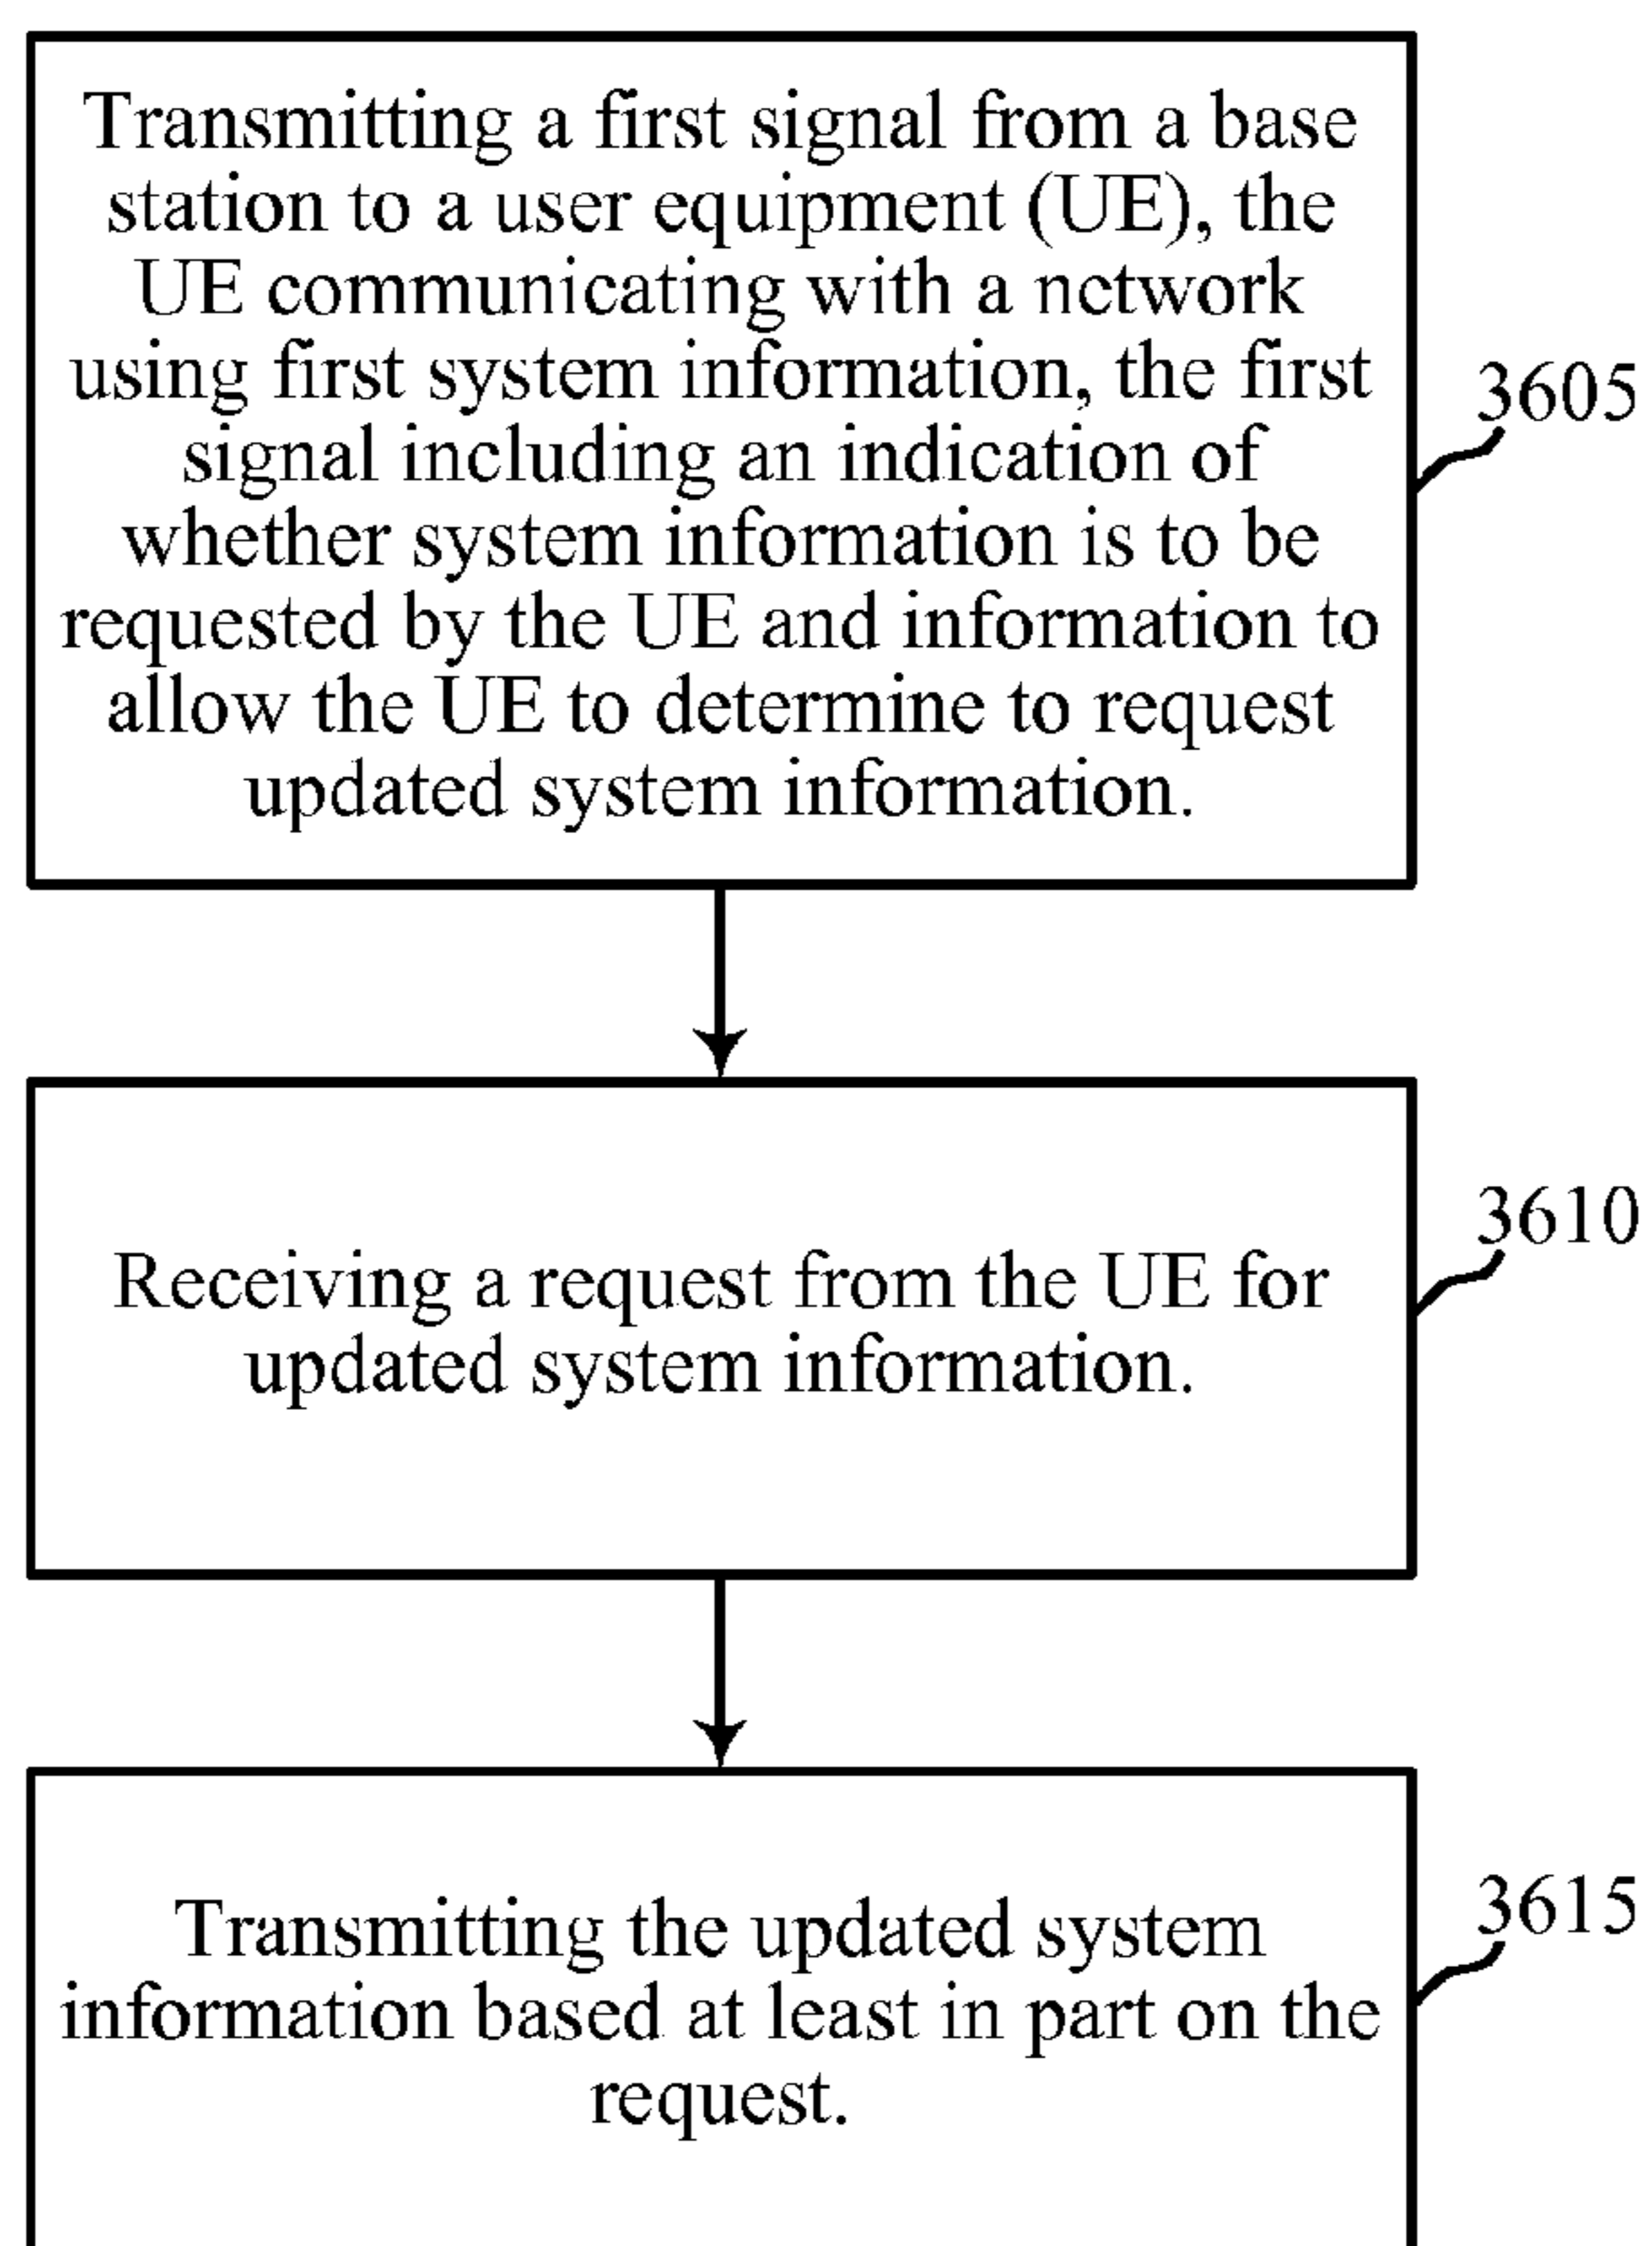 Transmitting a first signal from a base
station to a user equipment (UE), the
UE communicating with a network
using first system information, the first
signal including an indication of
whether system information is to be
requested by the UE and information to
allow the UE to determine to request
updated system information.
3605
Receiving a request from the UE for
updated system information.
3610
Transmitting the updated system
information based at least in part on the
request.
3615